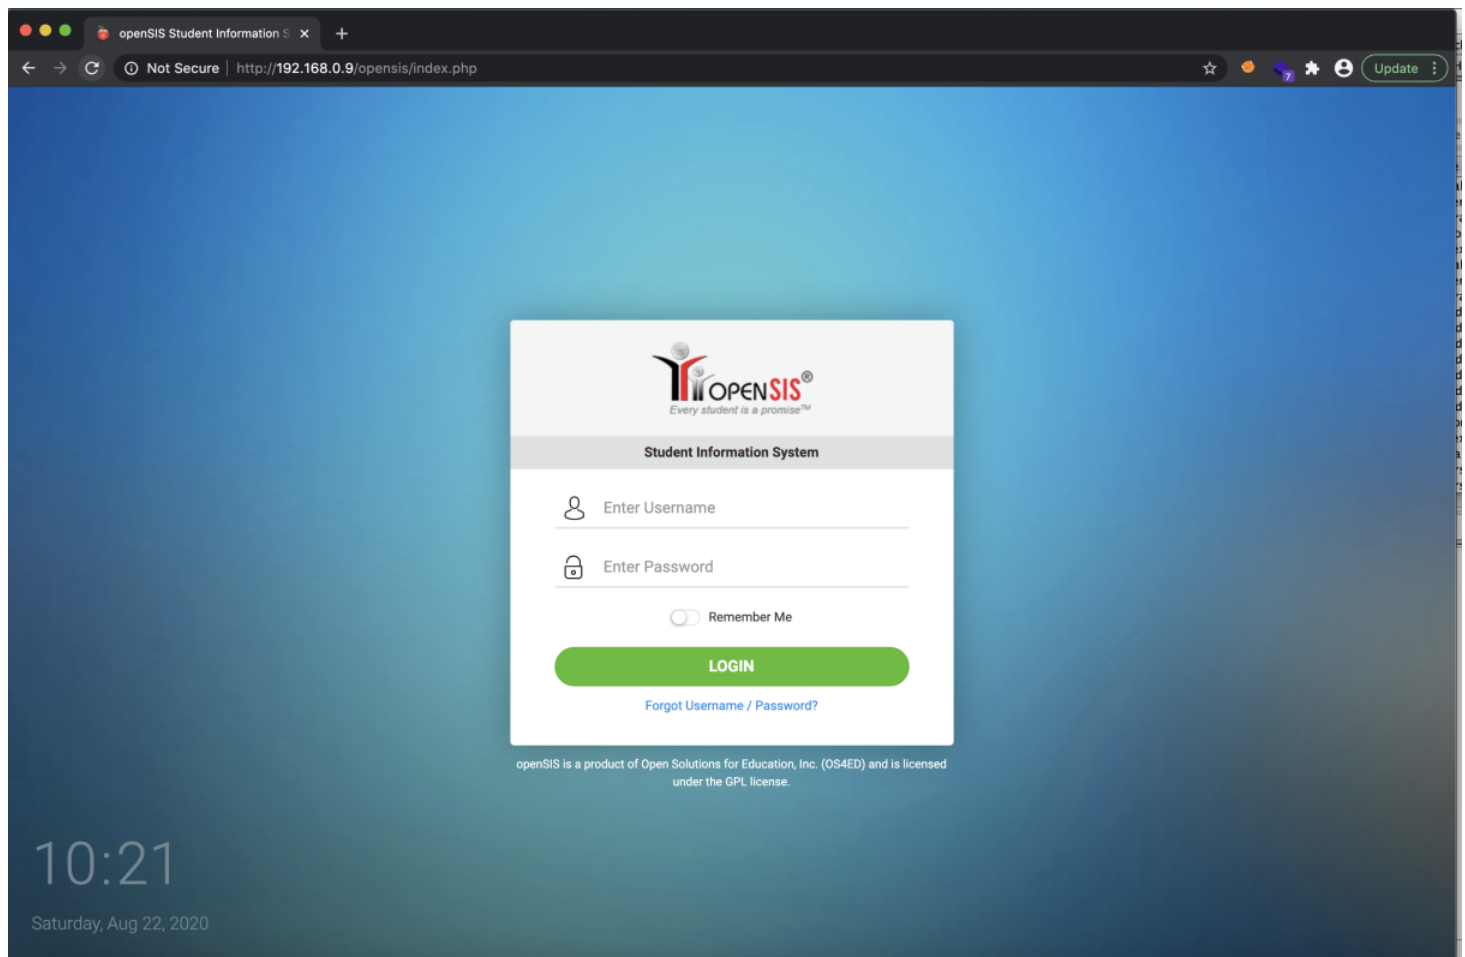 openSIS Student Information S
Not Secure http://192.168.0.9/opensis/index.php
7
Update
OPENSIS®
Every student is a promise™
Student Information System
Enter Username
Enter Password
Remember Me
LOGIN
Forgot Username / Password?
openSIS is a product of Open Solutions for Education, Inc. (OS4ED) and is licensed
under the GPL license.
10:21
Saturday, Aug 22, 2020